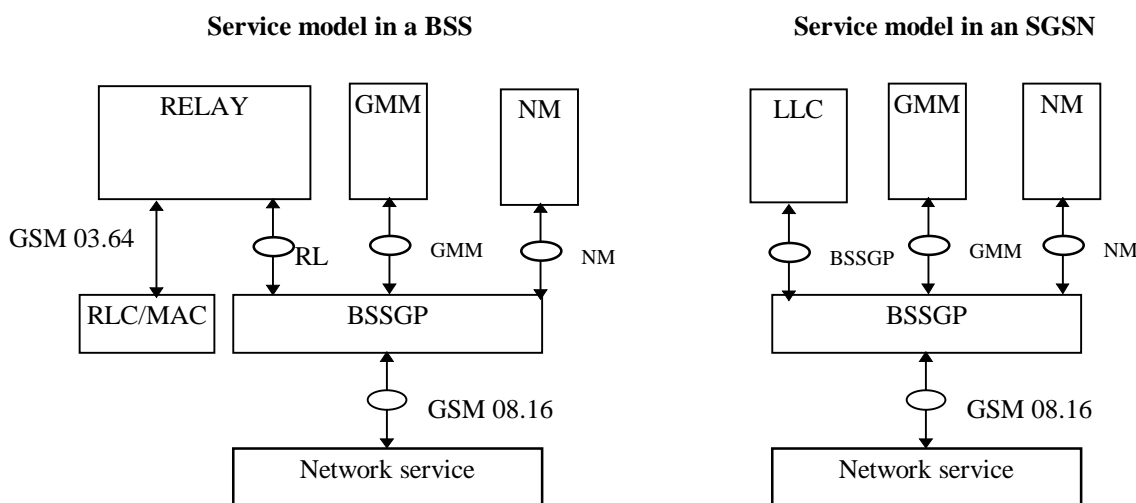 Service model in a BSS
Service model in an SGSN
RELAY
GMM
NM
LLC
GMM
NM
GSM 03.64
RL
GMM
NM
BSSGP
GMM
NM
RLC/MAC
BSSGP
BSSGP
GSM 08.16
GSM 08.16
Network service
Network service